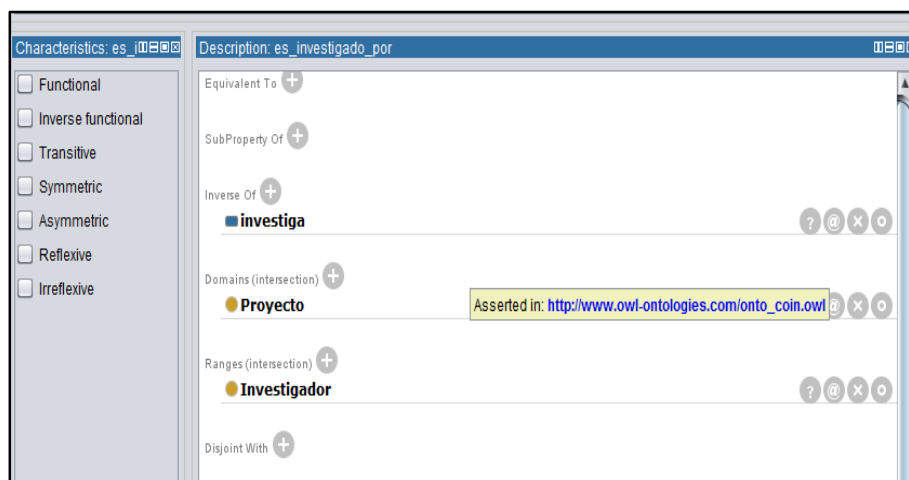 Characteristics: es_i
Functional
Inverse functional
Transitive
Symmetric
Asymmetric
Reflexive
Irreflexive
Description: es_investigado_por
Equivalent To
SubProperty Of
Inverse Of
investiga
Domains (intersection)
Proyecto
Asserted in: http://www.owl-ontologies.com/onto_coin.owl
Ranges (intersection)
Investigador
Disjoint With